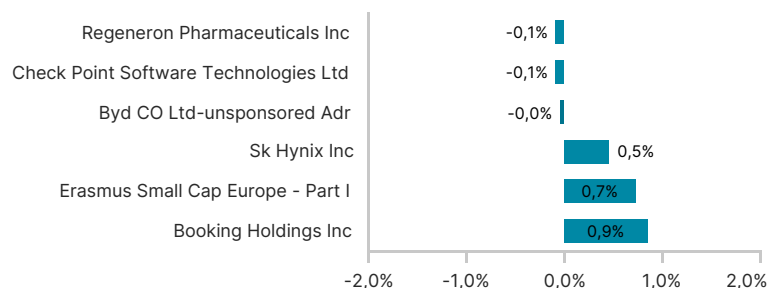 Regeneron Pharmaceuticals Inc -0,1%
Check Point Software Technologies Ltd -0,1%
Byd CO Ltd-unsponsored Adr -0,0%
Sk Hynix Inc 0,5%
Erasmus Small Cap Europe - Part I 0,7%
Booking Holdings Inc 0,9%
-2,0% -1,0% 0,0% 1,0% 2,0%